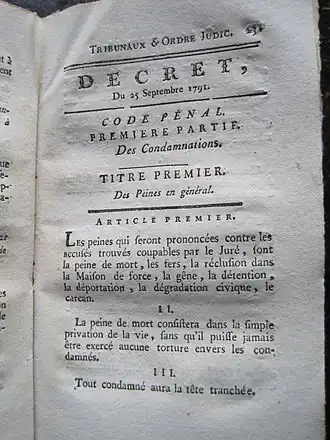 TRIBUNAUX & ORDRE JUDIC.
DECRET,
Du 25 Septembre 1791.
CODE PÉNAL.
PREMIERE PARTIE.
Des Condamnations.
TITRE PREMIER.
Des Peines en général.
ARTICLE PREMIER.
Les peines qui seront prononcées contre les
accusés trouvés coupables par le Juré, sont
la peine de mort, les fers, la réclusion dans
la Maison de force, la gêne, la détention,
la déportation, la dégradation civique, le
carcan.
II.
La peine de mort consistera dans la simple
privation de la vie, sans qu'il puisse jamais
être exercé aucune torture envers les con-
damnés.
III.
Tout condamné aura la tête tranchée.